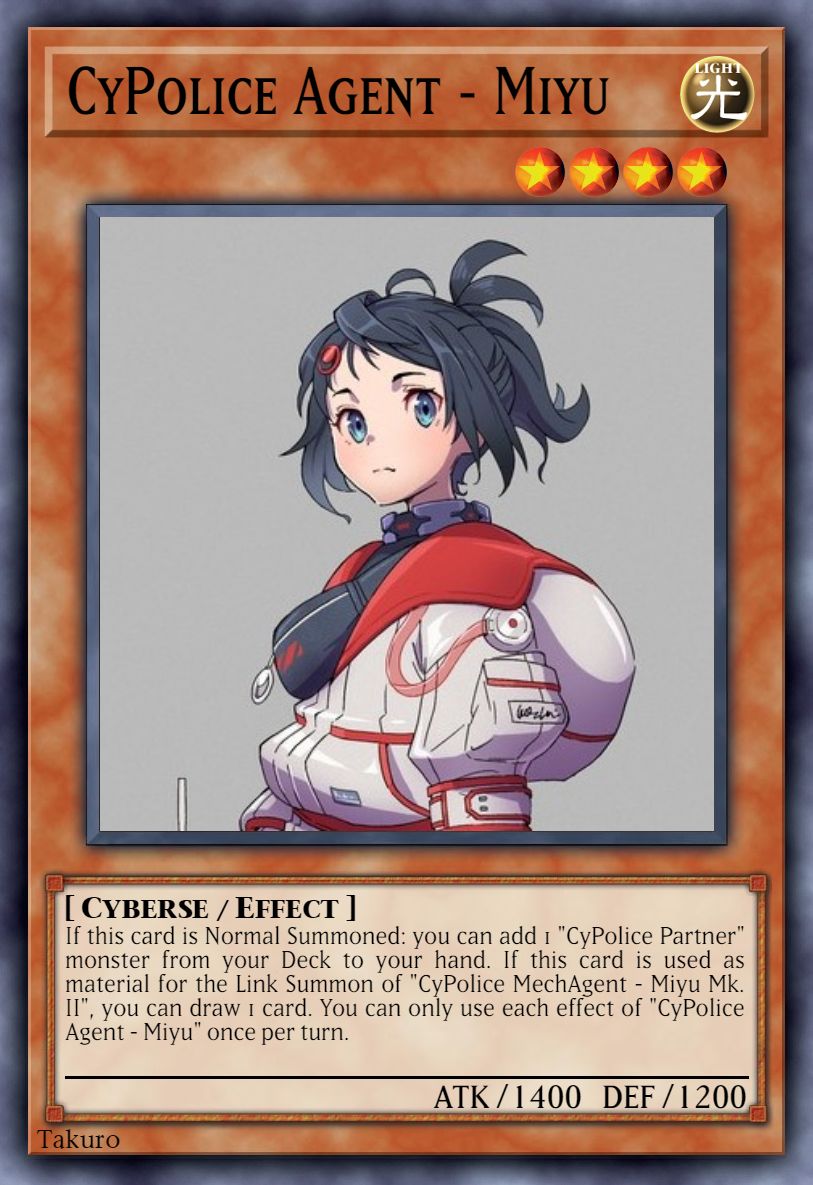 CyPolice Agent - Miyu
LIGHT
光
[ Cyberse / Effect ]
If this card is Normal Summoned: you can add 1 "CyPolice Partner"
monster from your Deck to your hand. If this card is used as
material for the Link Summon of "CyPolice MechAgent - Miyu Mk.
II", you can draw 1 card. You can only use each effect of "CyPolice
Agent - Miyu" once per turn.
ATK / 1400 DEF / 1200
Takuro